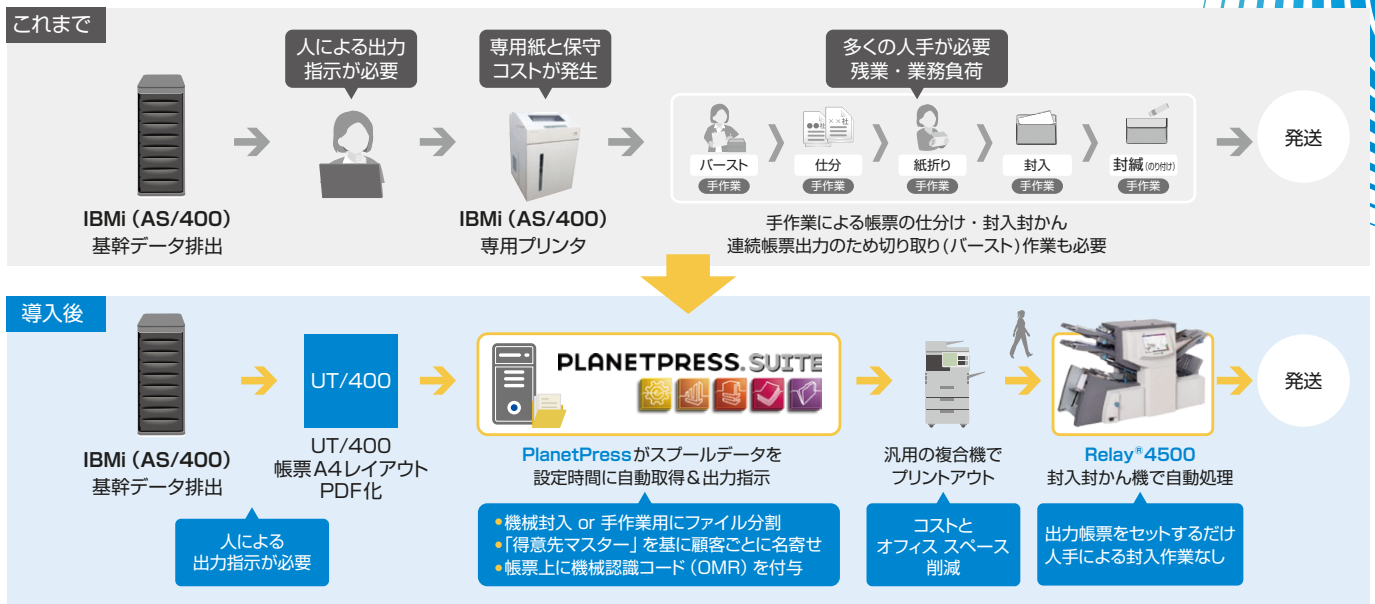 これまで
人による出力
指示が必要
専用紙と保守
コストが発生
多くの人手が必要
残業・業務負荷
●●社
××社
バースト
仕分
紙折り
封入
封緘(のり付け)
手作業
手作業
手作業
手作業
手作業
発送
IBMi(AS/400)
基幹データ排出
IBMi(AS/400)
専用プリンタ
手作業による帳票の仕分け・封入封かん
連続帳票出力のため切り取り(バースト)作業も必要
導入後
UT/400
PLANETPRESS.SUITE
発送
IBMi(AS/400)
基幹データ排出
UT/400
帳票A4レイアウト
PDF化
PlanetPressがスプールデータを
設定時間に自動取得&出力指示
汎用の複合機で
プリントアウト
Relay®4500
封入封かん機で自動処理
人による
出力指示が必要
●機械封入 or 手作業用にファイル分割
●「得意先マスター」を基に顧客ごとに名寄せ
●帳票上に機械認識コード(OMR)を付与
コストと
オフィス スペース
削減
出力帳票をセットするだけ
人手による封入作業なし